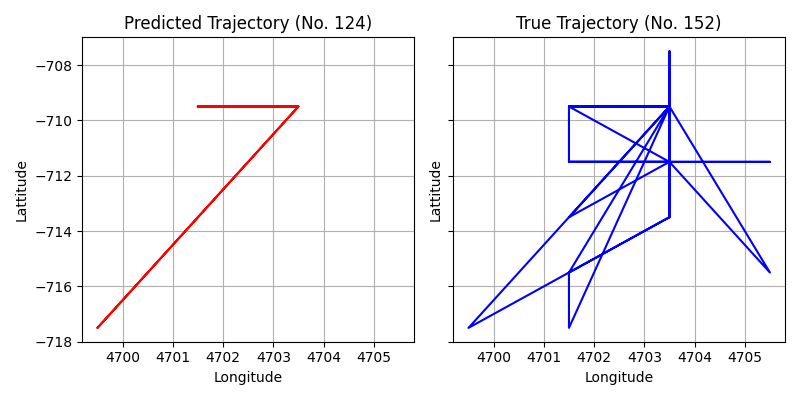 Predicted Trajectory (No. 124)
True Trajectory (No. 152)
−708
−710
−712
−714
−716
−718
Lattitude
Lattitude
4700 4701 4702 4703 4704 4705
4700 4701 4702 4703 4704 4705
Longitude
Longitude